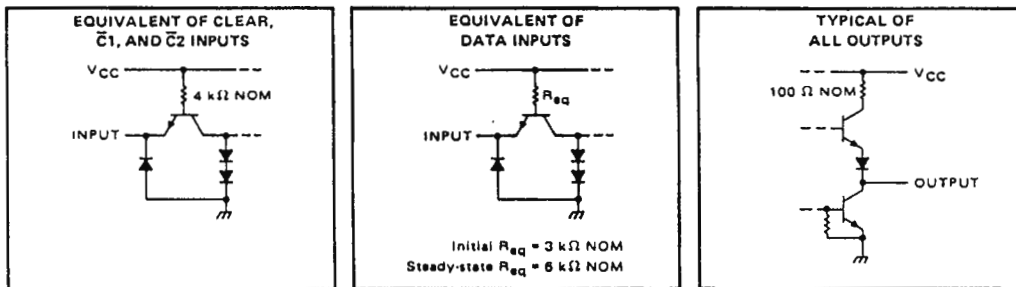 EQUIVALENT OF CLEAR,
C̅1, AND C̅2 INPUTS
VCC
4 kΩ NOM
INPUT
EQUIVALENT OF
DATA INPUTS
VCC
Req
INPUT
Initial Req = 3 kΩ NOM
Steady-state Req = 6 kΩ NOM
TYPICAL OF
ALL OUTPUTS
VCC
100 Ω NOM
OUTPUT